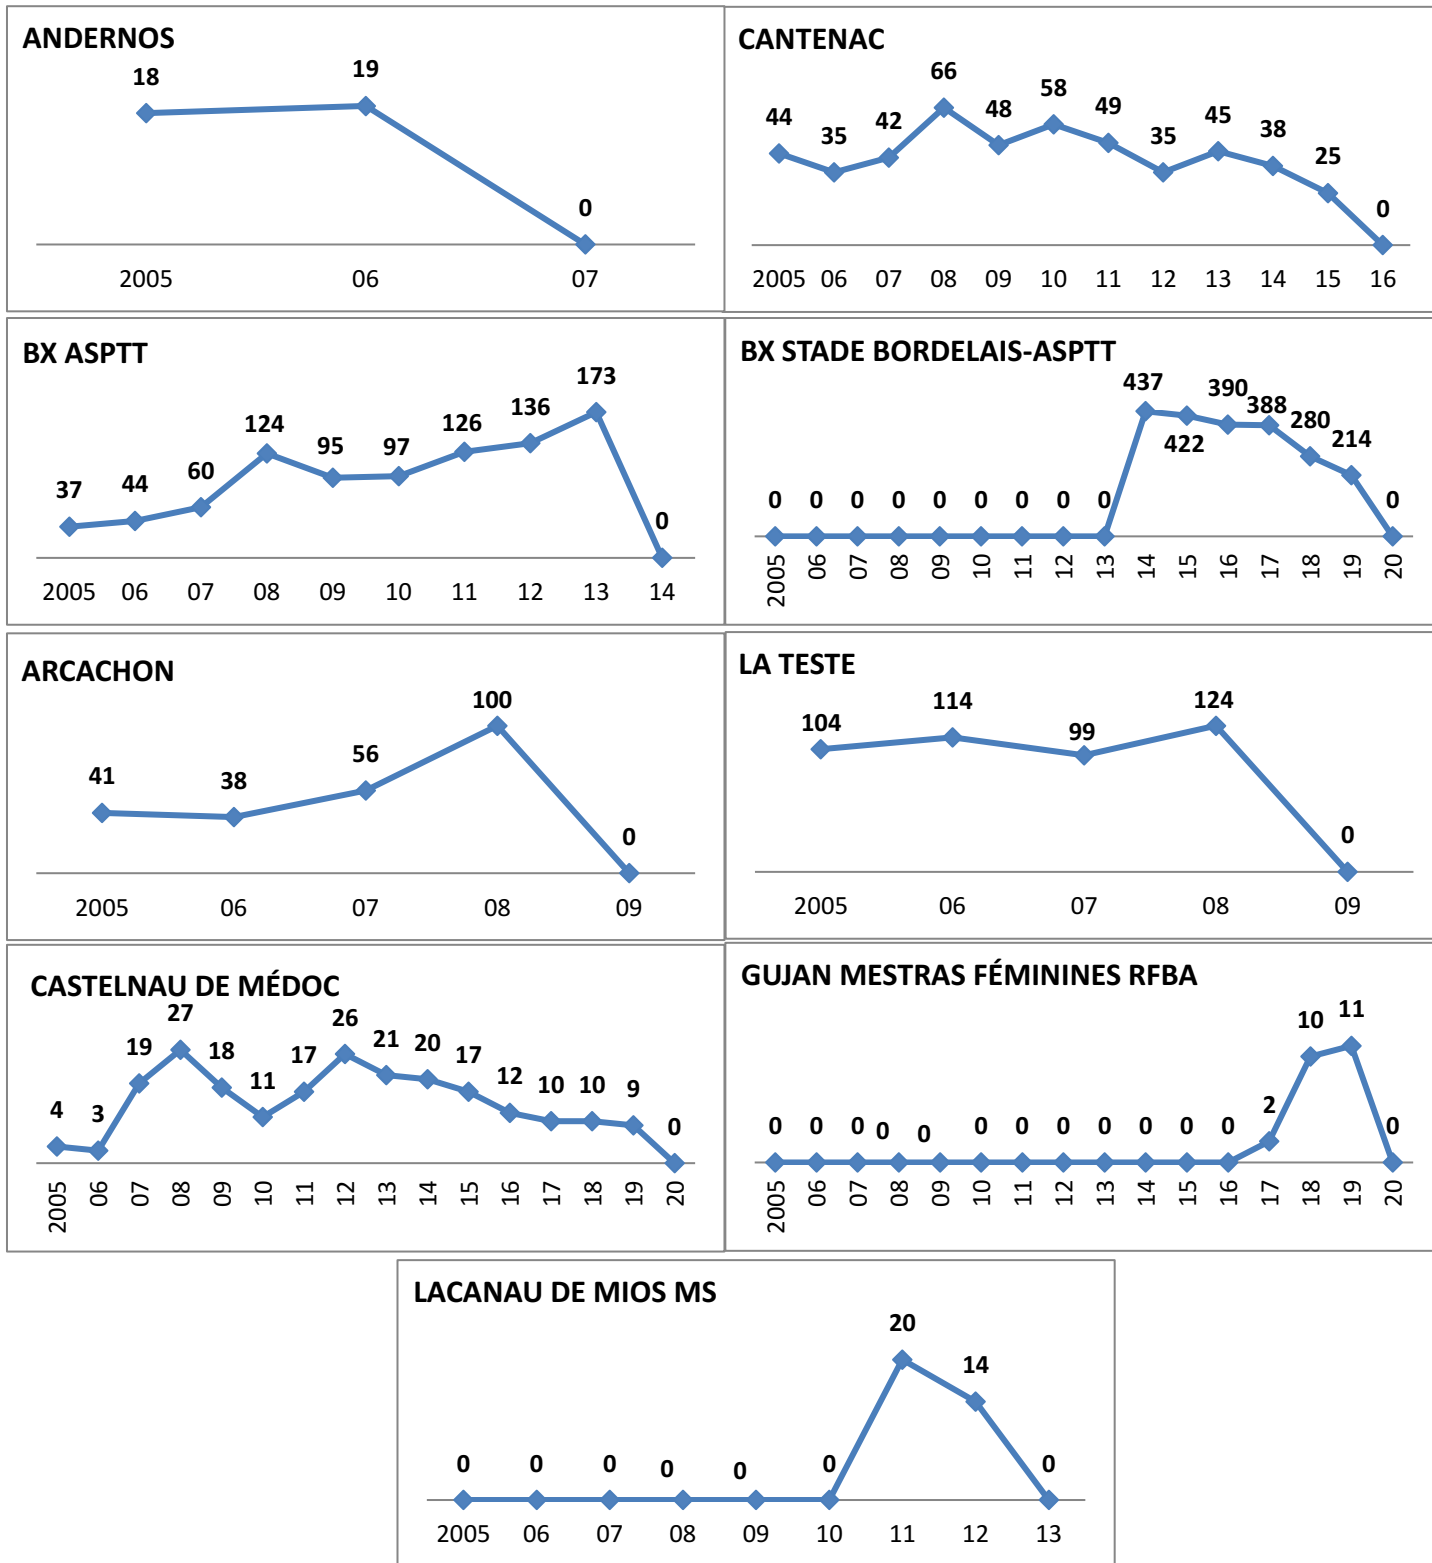 ANDERNOS
18 19 0
2005 06 07
CANTENAC
44 35 42 66 48 58 49 35 45 38 25 0
2005 06 07 08 09 10 11 12 13 14 15 16
BX ASPTT
37 44 60 124 95 97 126 136 173 0
2005 06 07 08 09 10 11 12 13 14
BX STADE BORDELAIS-ASPTT
0 0 0 0 0 0 0 0 0 437 422 390 388 280 214 0
2005 06 07 08 09 10 11 12 13 14 15 16 17 18 19 20
ARCACHON
41 38 56 100 0
2005 06 07 08 09
LA TESTE
104 114 99 124 0
2005 06 07 08 09
CASTELNAU DE MÉDOC
4 3 19 27 18 11 17 26 21 20 17 12 10 10 9 0
2005 06 07 08 09 10 11 12 13 14 15 16 17 18 19 20
GUJAN MESTRAS FÉMININES RFBA
0 0 0 0 0 0 0 0 0 0 0 0 2 10 11 0
2005 06 07 08 09 10 11 12 13 14 15 16 17 18 19 20
LACANAU DE MIOS MS
0 0 0 0 0 0 20 14 0
2005 06 07 08 09 10 11 12 13